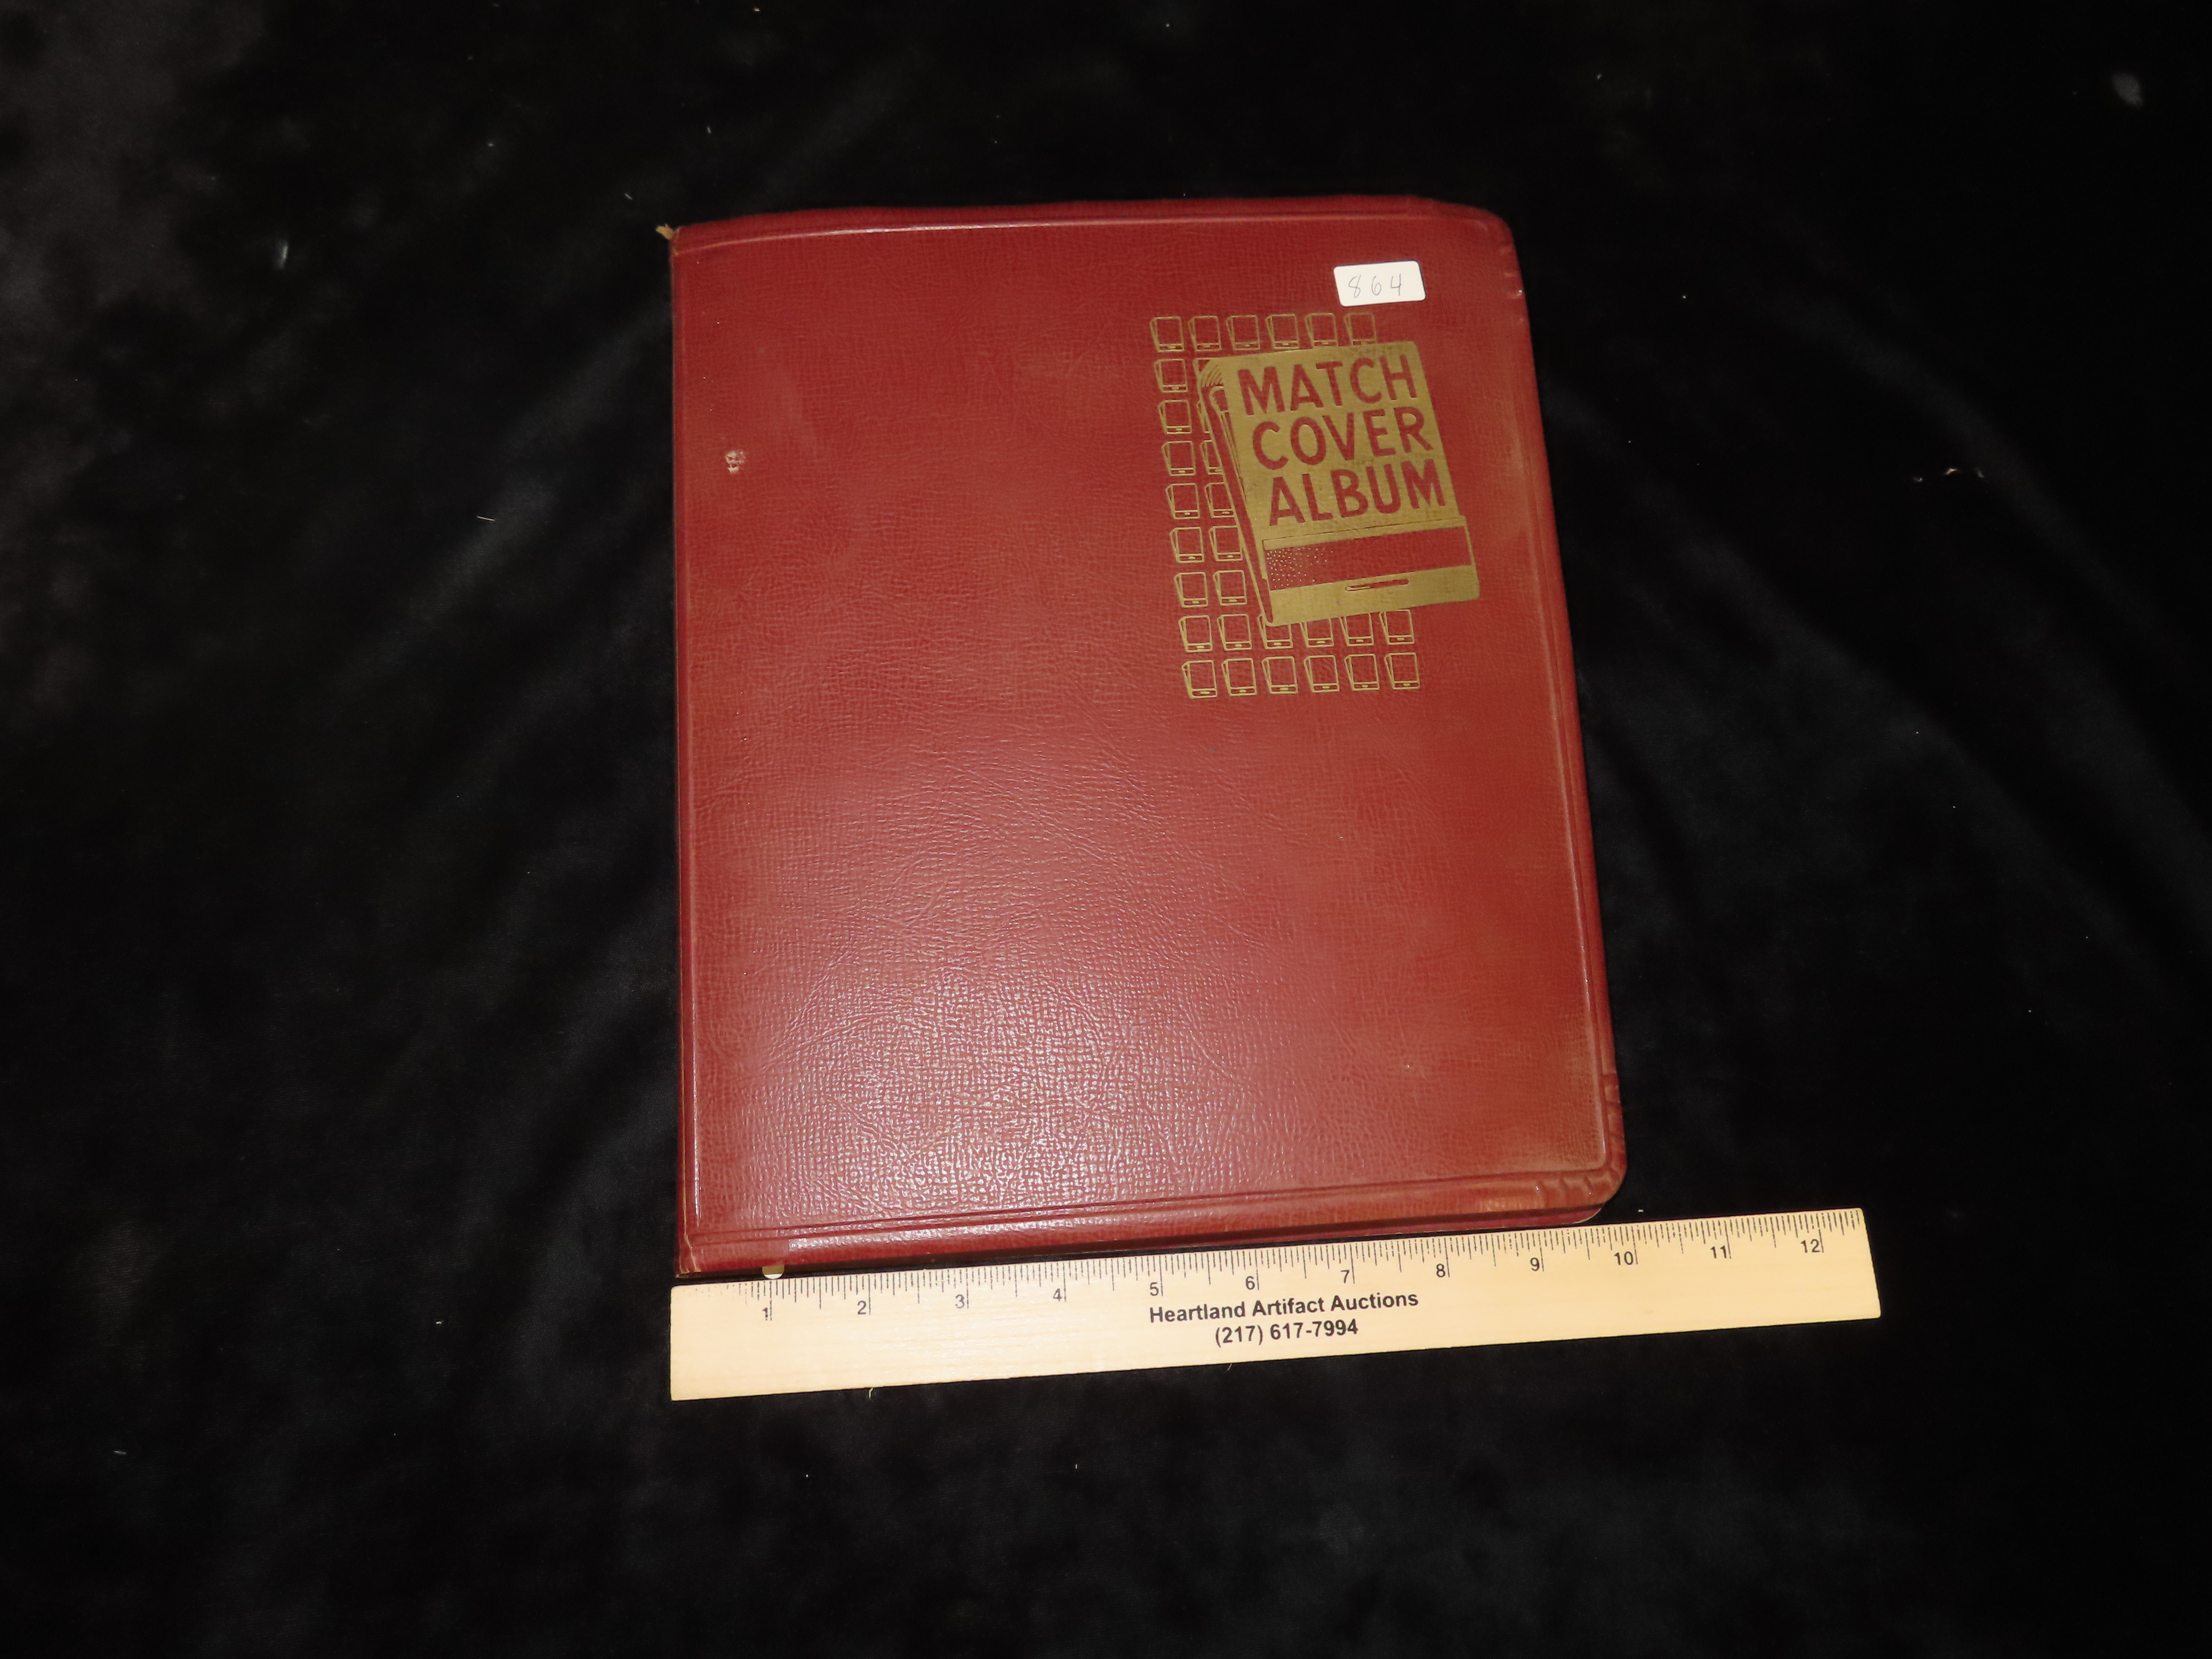 864
MATCH
COVER
ALBUM
1 2 3 4 5 6 7 8 9 10 11 12
Heartland Artifact Auctions
(217) 617-7994